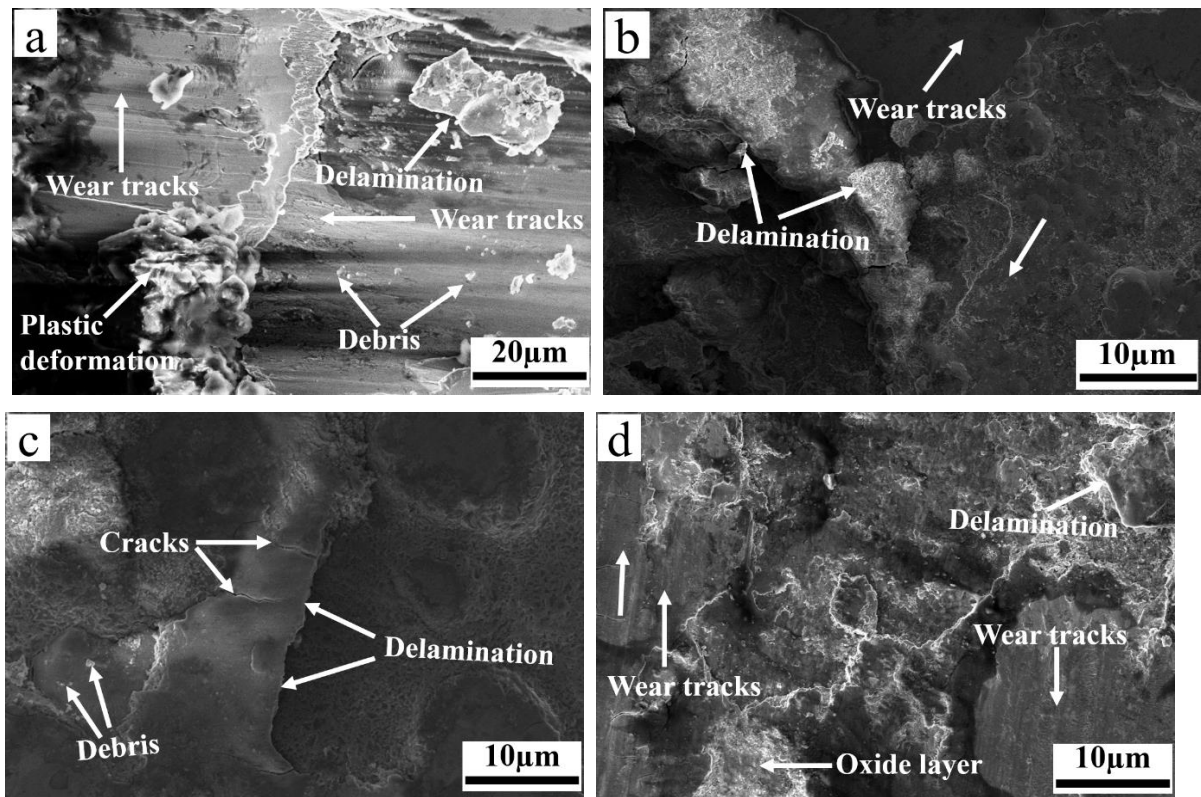 a
Wear tracks
Delamination
Wear tracks
Plastic
deformation
Debris
20μm
b
Wear tracks
Delamination
10μm
c
Cracks
Delamination
Debris
10μm
d
Delamination
Wear tracks
Wear tracks
Oxide layer
10μm